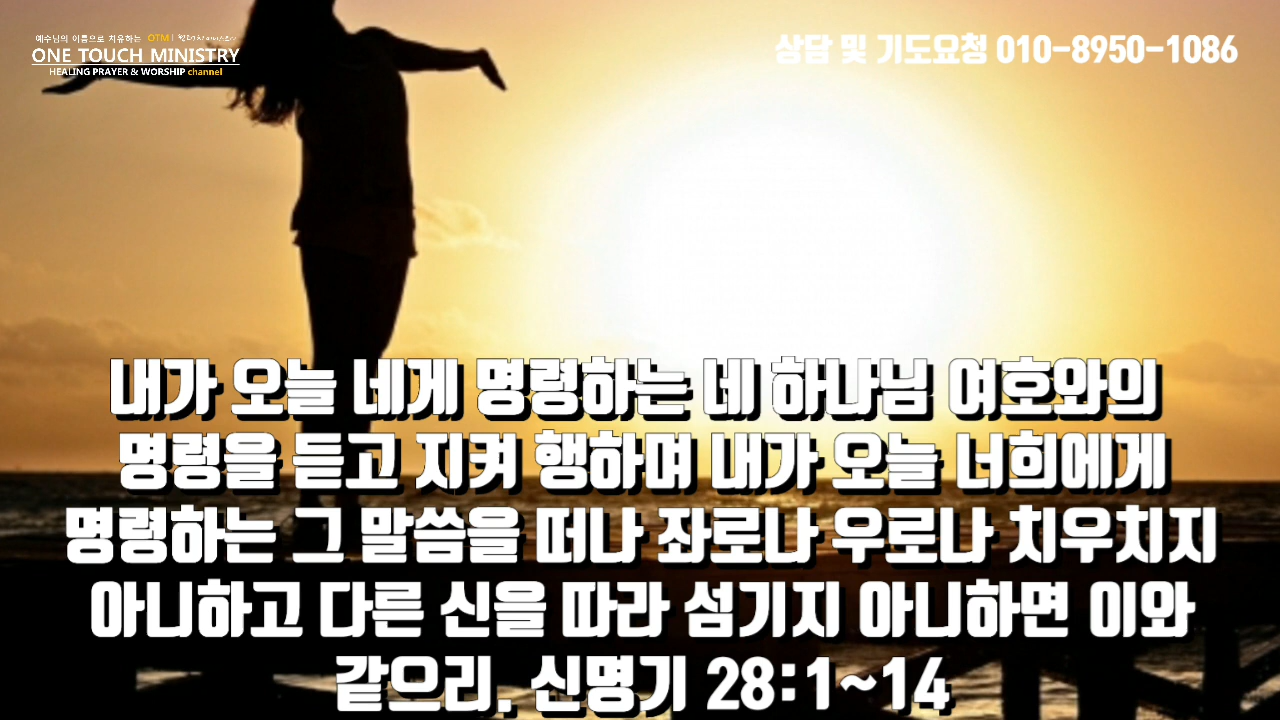 예수님의 이름으로 치유하는 OTM
ONE TOUCH MINISTRY
HEALING PRAYER & WORSHIP channel
상담 및 기도요청 010-8950-1086
내가 오늘 네게 명령하는 네 하나님 여호와의
명령을 듣고 지켜 행하며 내가 오늘 너희에게
명령하는 그 말씀을 떠나 좌로나 우로나 치우치지
아니하고 다른 신을 따라 섬기지 아니하면 이와
같으리. 신명기 28:1~14